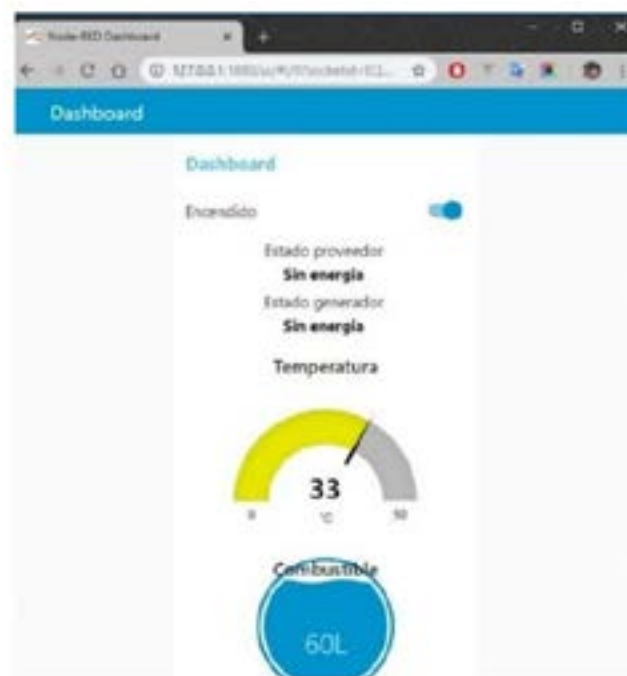 Node-RED Dashboard
Dashboard
Dashboard
Encendido
Estado proveedor
Sin energía
Estado generador
Sin energía
Temperatura
33
0
°C
50
Combustible
60L